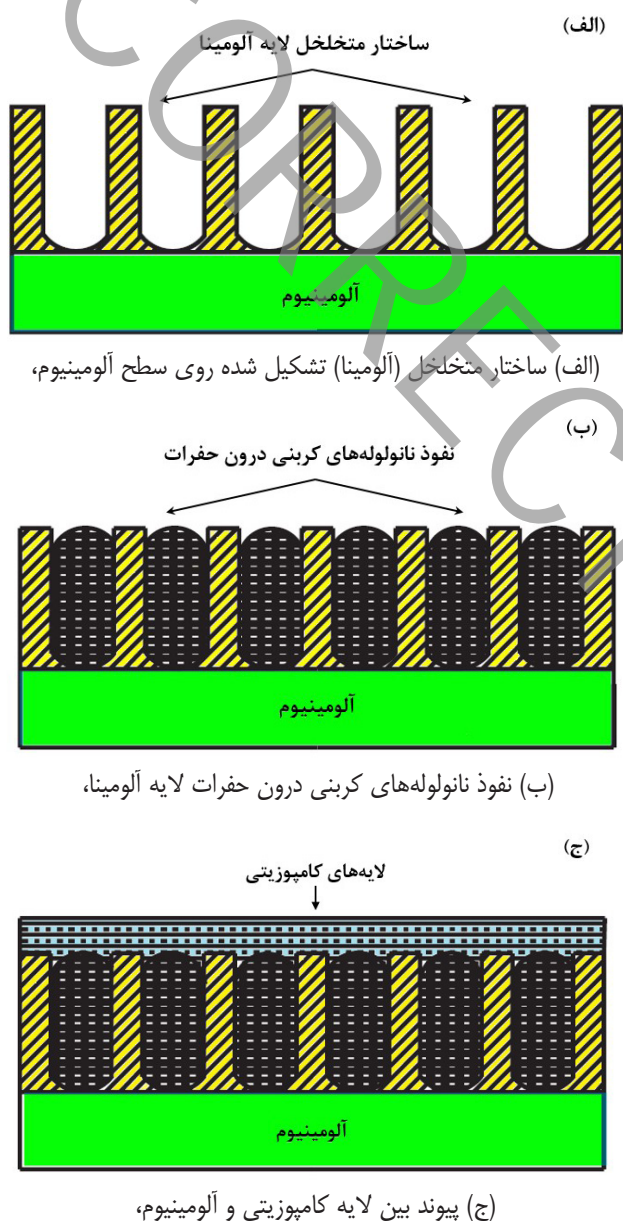 (الف)
ساختار متخلخل لایه آلومینا
آلومینیوم
(الف) ساختار متخلخل (آلومینا) تشکیل شده روی سطح آلومینیوم،
(ب)
نفوذ نانولوله‌های کربنی درون حفرات
آلومینیوم
(ب) نفوذ نانولوله‌های کربنی درون حفرات لایه آلومینا،
(ج)
لایه‌های کامپوزیتی
آلومینیوم
(ج) پیوند بین لایه کامپوزیتی و آلومینیوم،
CORRECT